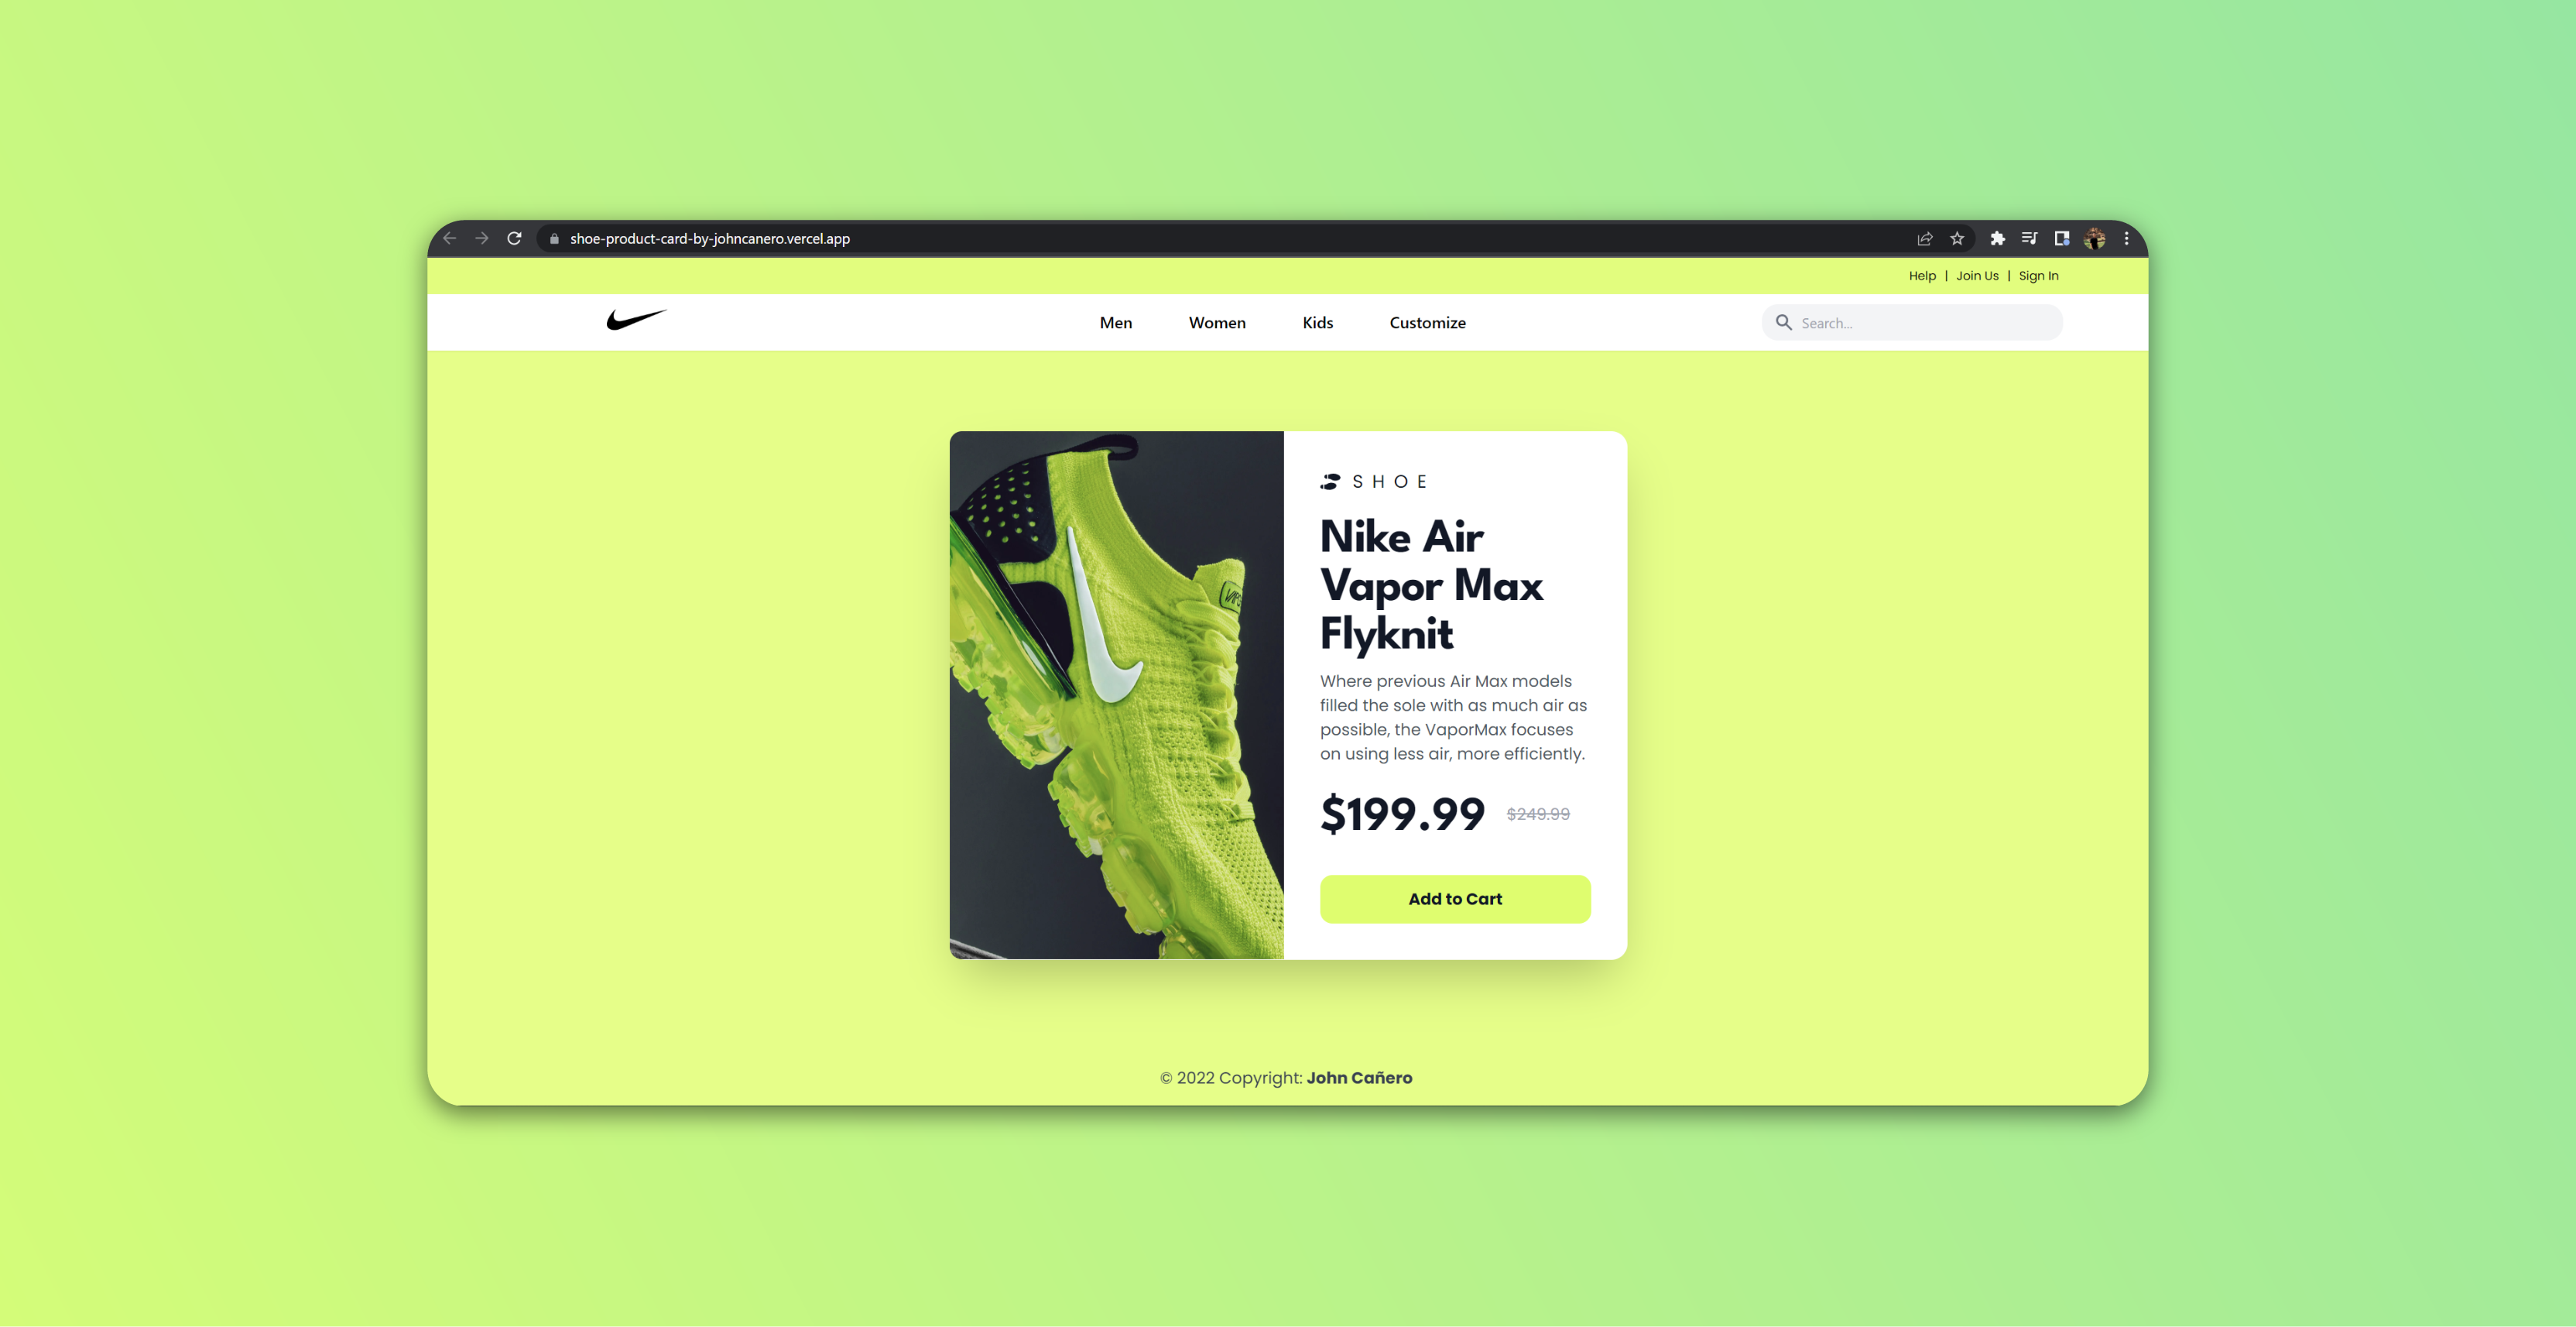 shoe-product-card-by-johncanero.vercel.app
Help | Join Us | Sign In
Men Women Kids Customize Search...
SHOE
Nike Air
Vapor Max
Flyknit
Where previous Air Max models
filled the sole with as much air as
possible, the VaporMax focuses
on using less air, more efficiently.
$199.99 $249.99
Add to Cart
© 2022 Copyright: John Cañero